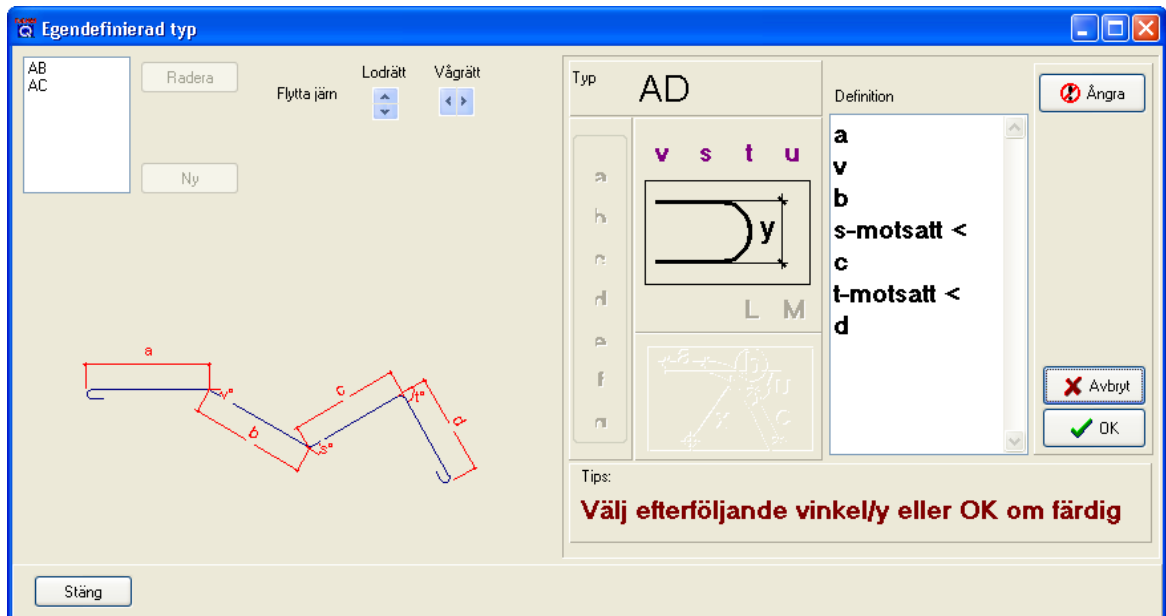 Egendefinierad typ
AB
AC
Radera
Ny
Flytta järn
Lodrätt
Vågrätt
a
v°
b
s°
c
t°
d
Typ
AD
a
b
c
d
e
f
g
v s t u
y
L M
a
b
u
x
c
Definition
a
v
b
s-motsatt <
c
t-motsatt <
d
Ångra
Avbryt
OK
Tips:
Välj efterföljande vinkel/y eller OK om färdig
Stäng